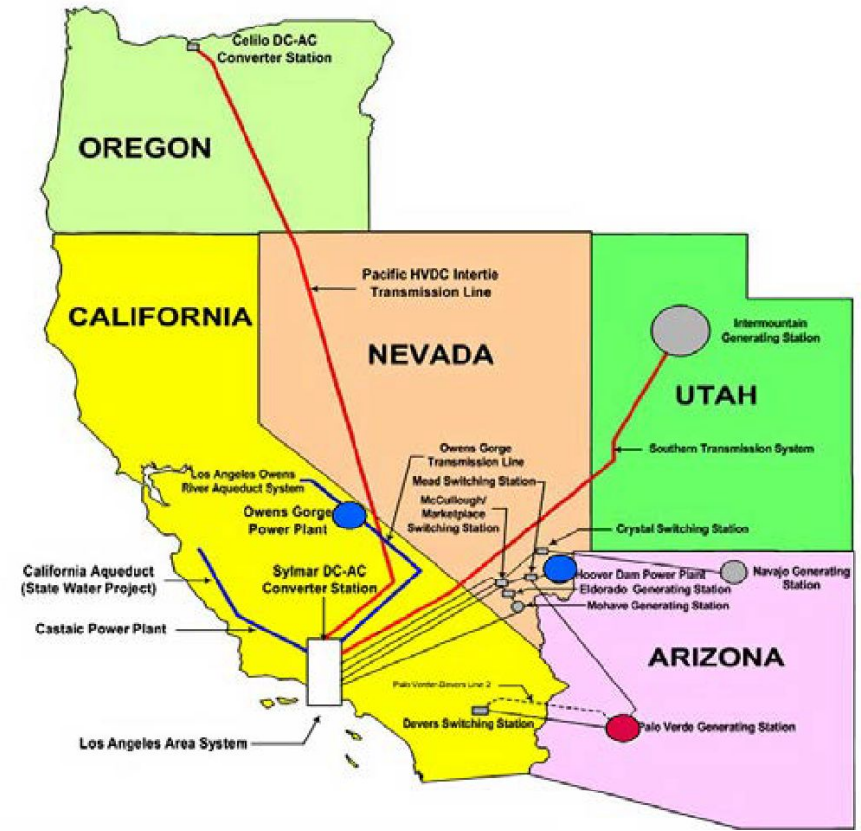 Celilo DC-AC
Converter Station
OREGON
Pacific HVDC Intertie
Transmission Line
CALIFORNIA
NEVADA
Intermountain
Generating Station
UTAH
Owens Gorge
Transmission Line
Southern Transmission System
Los Angeles Owens
River Aqueduct System
Mead Switching Station
McCullough/
Marketplace
Switching Station
Owens Gorge
Power Plant
Crystal Switching Station
California Aqueduct
(State Water Project)
Sylmar DC-AC
Converter Station
Hoover Dam Power Plant
Navajo Generating
Station
Eldorado Generating Station
Mohave Generating Station
Castaic Power Plant
ARIZONA
Palo Verde-Devers Line 2
Devers Switching Station
Palo Verde Generating Station
Los Angeles Area System